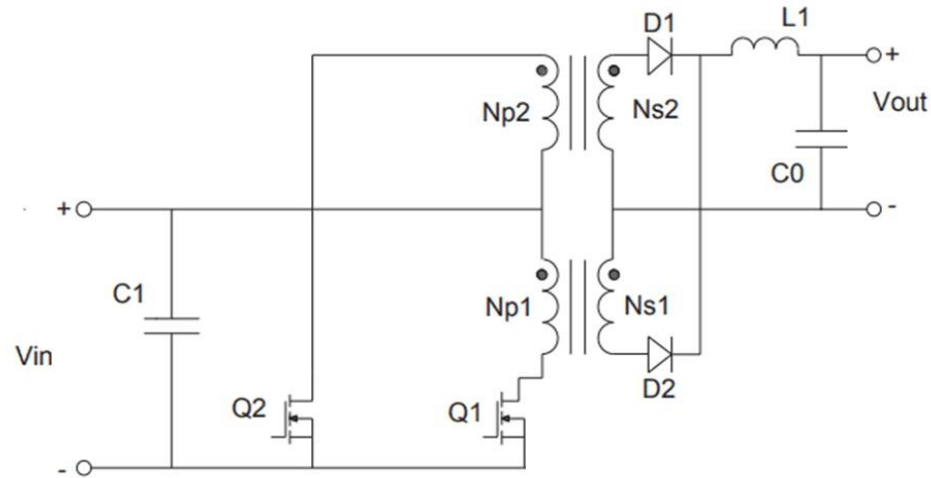 D1
L1
+
Vout
Np2
Ns2
C0
+
-
C1
Np1
Ns1
Vin
D2
Q2
Q1
-